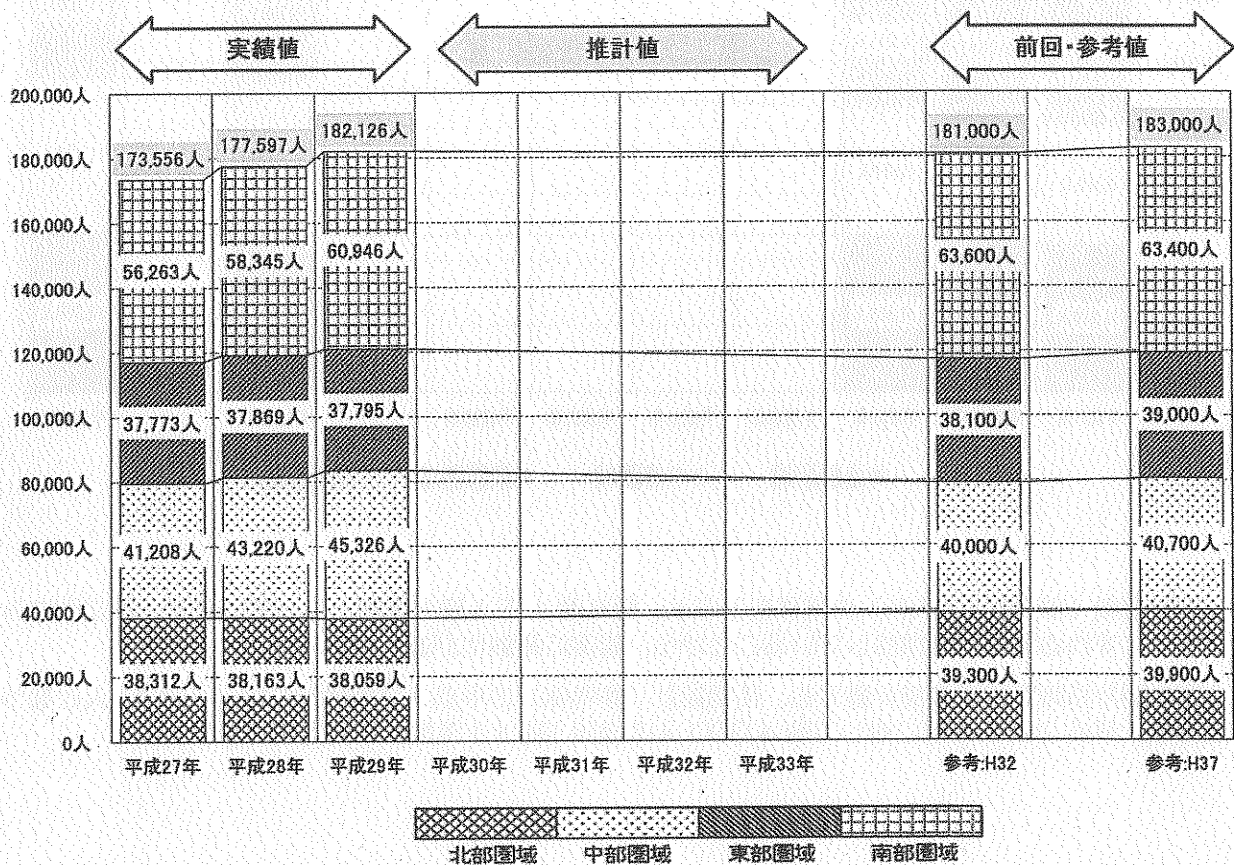 実績値 推計値 前回・参考値
200,000人
180,000人
160,000人
140,000人
120,000人
100,000人
80,000人
60,000人
40,000人
20,000人
0人
173,556人 177,597人 182,126人 181,000人 183,000人
56,263人 58,345人 60,946人 63,600人 63,400人
37,773人 37,869人 37,795人 38,100人 39,000人
41,208人 43,220人 45,326人 40,000人 40,700人
38,312人 38,163人 38,059人 39,300人 39,900人
平成27年 平成28年 平成29年 平成30年 平成31年 平成32年 平成33年 参考:H32 参考:H37
北部圏域 中部圏域 東部圏域 南部圏域